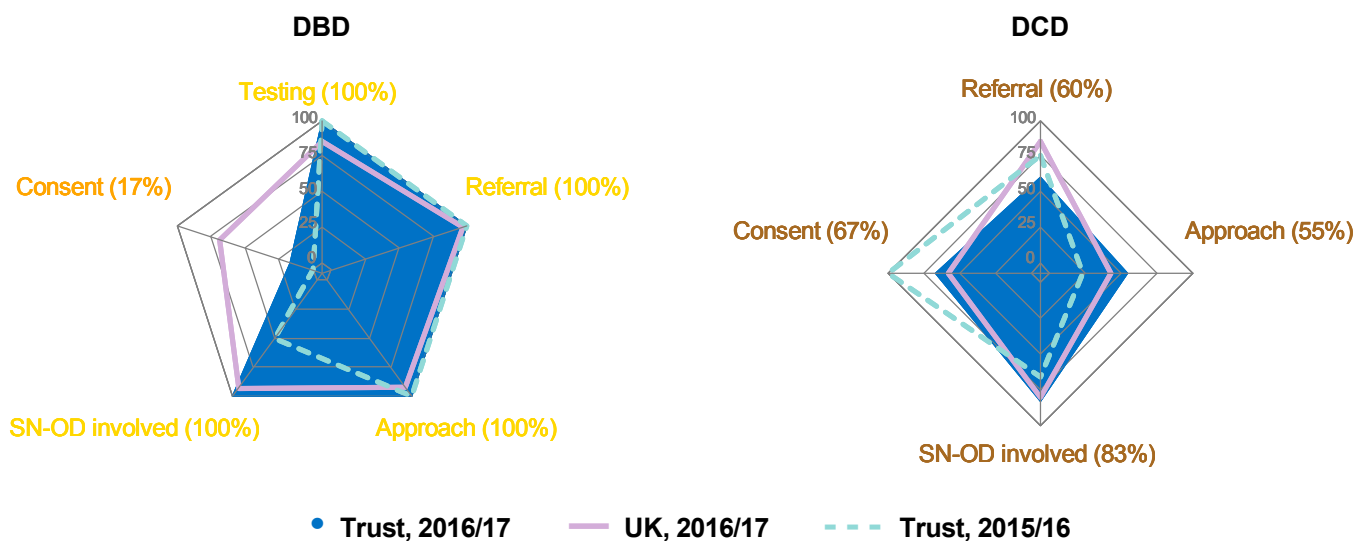 DBD
Testing (100%)
100
75
50
25
0
Consent (17%)
Referral (100%)
SN-OD involved (100%)
Approach (100%)
DCD
Referral (60%)
100
75
50
25
0
Consent (67%)
Approach (55%)
SN-OD involved (83%)
Trust, 2016/17
UK, 2016/17
Trust, 2015/16